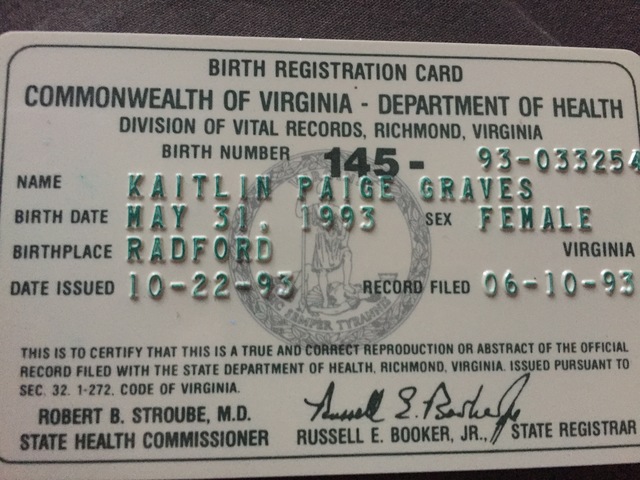 BIRTH REGISTRATION CARD
COMMONWEALTH OF VIRGINIA - DEPARTMENT OF HEALTH
DIVISION OF VITAL RECORDS, RICHMOND, VIRGINIA
BIRTH NUMBER 145- 93-033254
NAME KAITLIN PAIGE GRAVES
BIRTH DATE MAY 31, 1993 SEX FEMALE
BIRTHPLACE RADFORD VIRGINIA
DATE ISSUED 10-22-93 RECORD FILED 06-10-93
SIC SEMPER TYRANNIS
THIS IS TO CERTIFY THAT THIS IS A TRUE AND CORRECT REPRODUCTION OR ABSTRACT OF THE OFFICIAL
RECORD FILED WITH THE STATE DEPARTMENT OF HEALTH, RICHMOND, VIRGINIA. ISSUED PURSUANT TO
SEC. 32. 1-272. CODE OF VIRGINIA.
Russell E. Booker Jr
ROBERT B. STROUBE, M.D.
STATE HEALTH COMMISSIONER
RUSSELL E. BOOKER, JR., STATE REGISTRAR